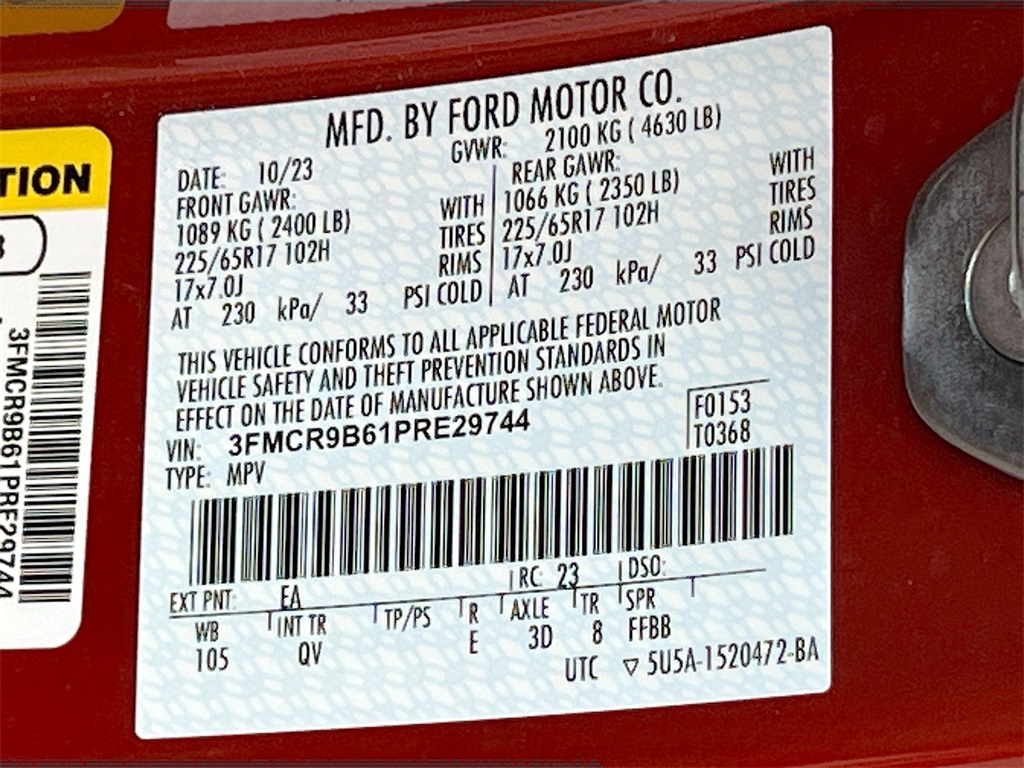 TION
3FMCR9B61PRE29744
MFD. BY FORD MOTOR CO.
DATE: 10/23 GVWR: 2100 KG ( 4630 LB)
FRONT GAWR:
1089 KG ( 2400 LB) WITH
225/65R17 102H TIRES
17x7.0J RIMS
AT 230 kPa/ 33 PSI COLD
REAR GAWR:
1066 KG ( 2350 LB) WITH
225/65R17 102H TIRES
17x7.0J RIMS
AT 230 kPa/ 33 PSI COLD
THIS VEHICLE CONFORMS TO ALL APPLICABLE FEDERAL MOTOR
VEHICLE SAFETY AND THEFT PREVENTION STANDARDS IN
EFFECT ON THE DATE OF MANUFACTURE SHOWN ABOVE.
VIN: 3FMCR9B61PRE29744
TYPE: MPV
F0153
T0368
EXT PNT: EA RC: 23 DSO:
WB INT TR TP/PS R AXLE TR SPR
105 QV E 3D 8 FFBB
UTC ▽ 5U5A-1520472-BA